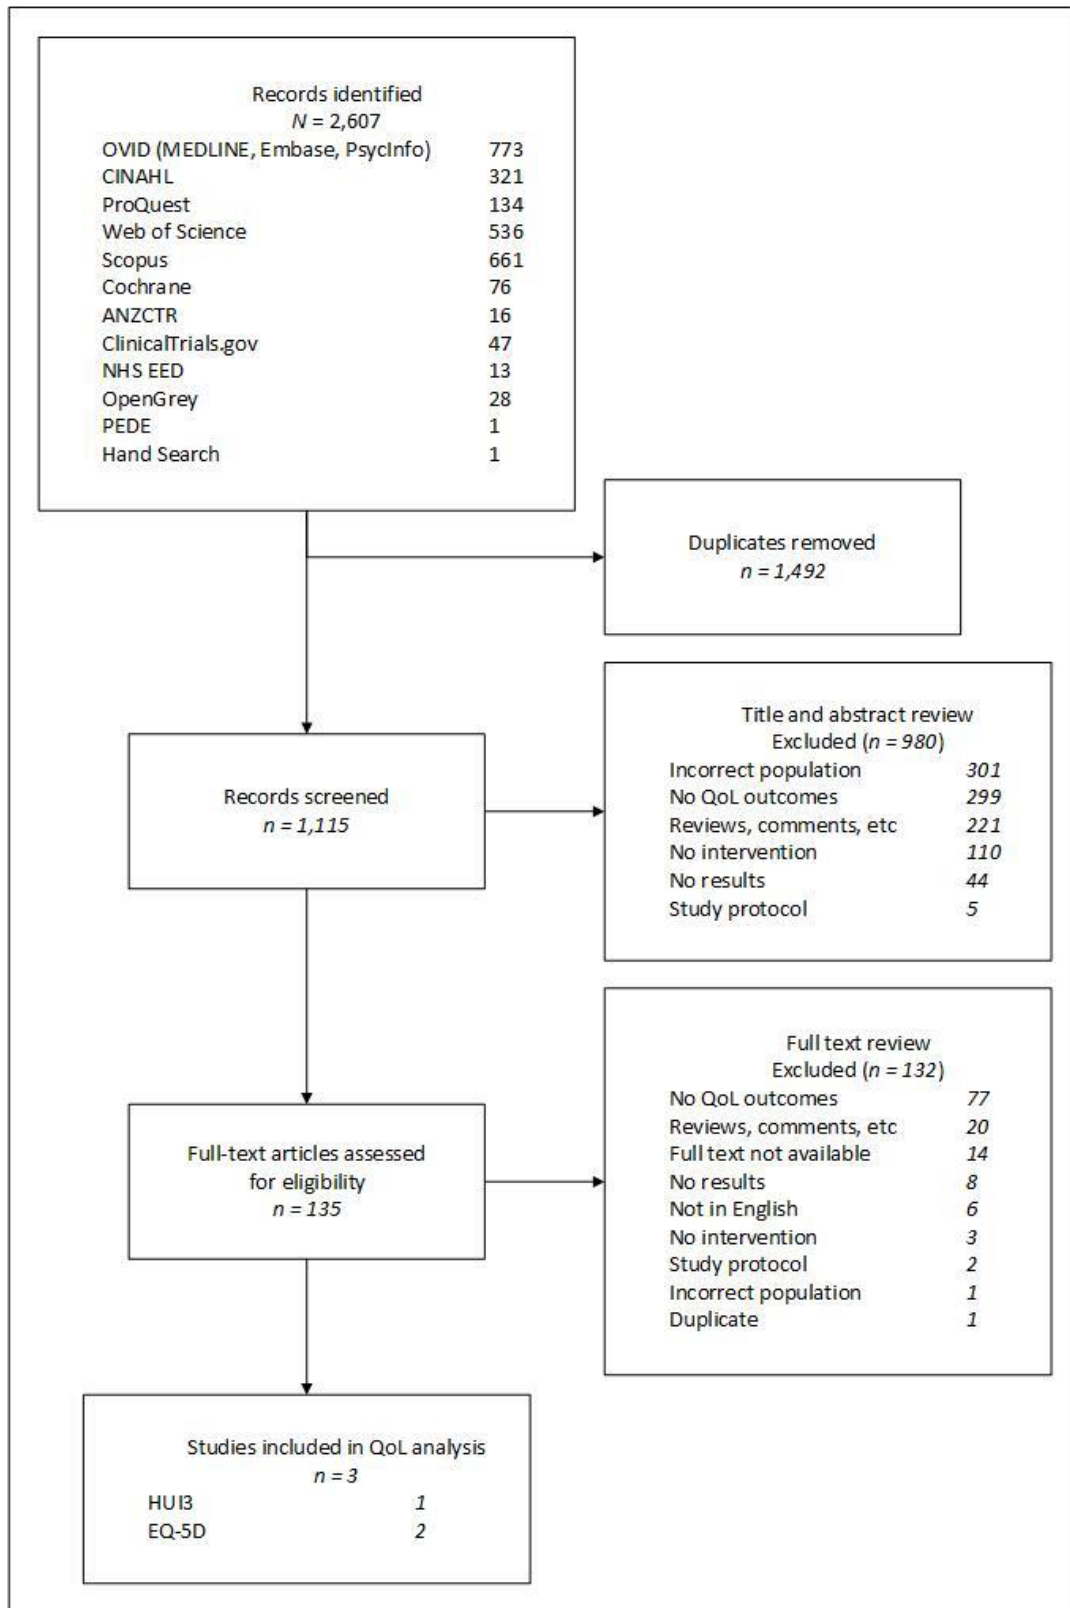 Records identified
N = 2,607
OVID (MEDLINE, Embase, PsycInfo) 773
CINAHL 321
ProQuest 134
Web of Science 536
Scopus 661
Cochrane 76
ANZCTR 16
ClinicalTrials.gov 47
NHS EED 13
OpenGrey 28
PEDE 1
Hand Search 1
Duplicates removed
n = 1,492
Records screened
n = 1,115
Title and abstract review
Excluded (n = 980)
Incorrect population 301
No QoL outcomes 299
Reviews, comments, etc 221
No intervention 110
No results 44
Study protocol 5
Full-text articles assessed
for eligibility
n = 135
Full text review
Excluded (n = 132)
No QoL outcomes 77
Reviews, comments, etc 20
Full text not available 14
No results 8
Not in English 6
No intervention 3
Study protocol 2
Incorrect population 1
Duplicate 1
Studies included in QoL analysis
n = 3
HUI3 1
EQ-5D 2